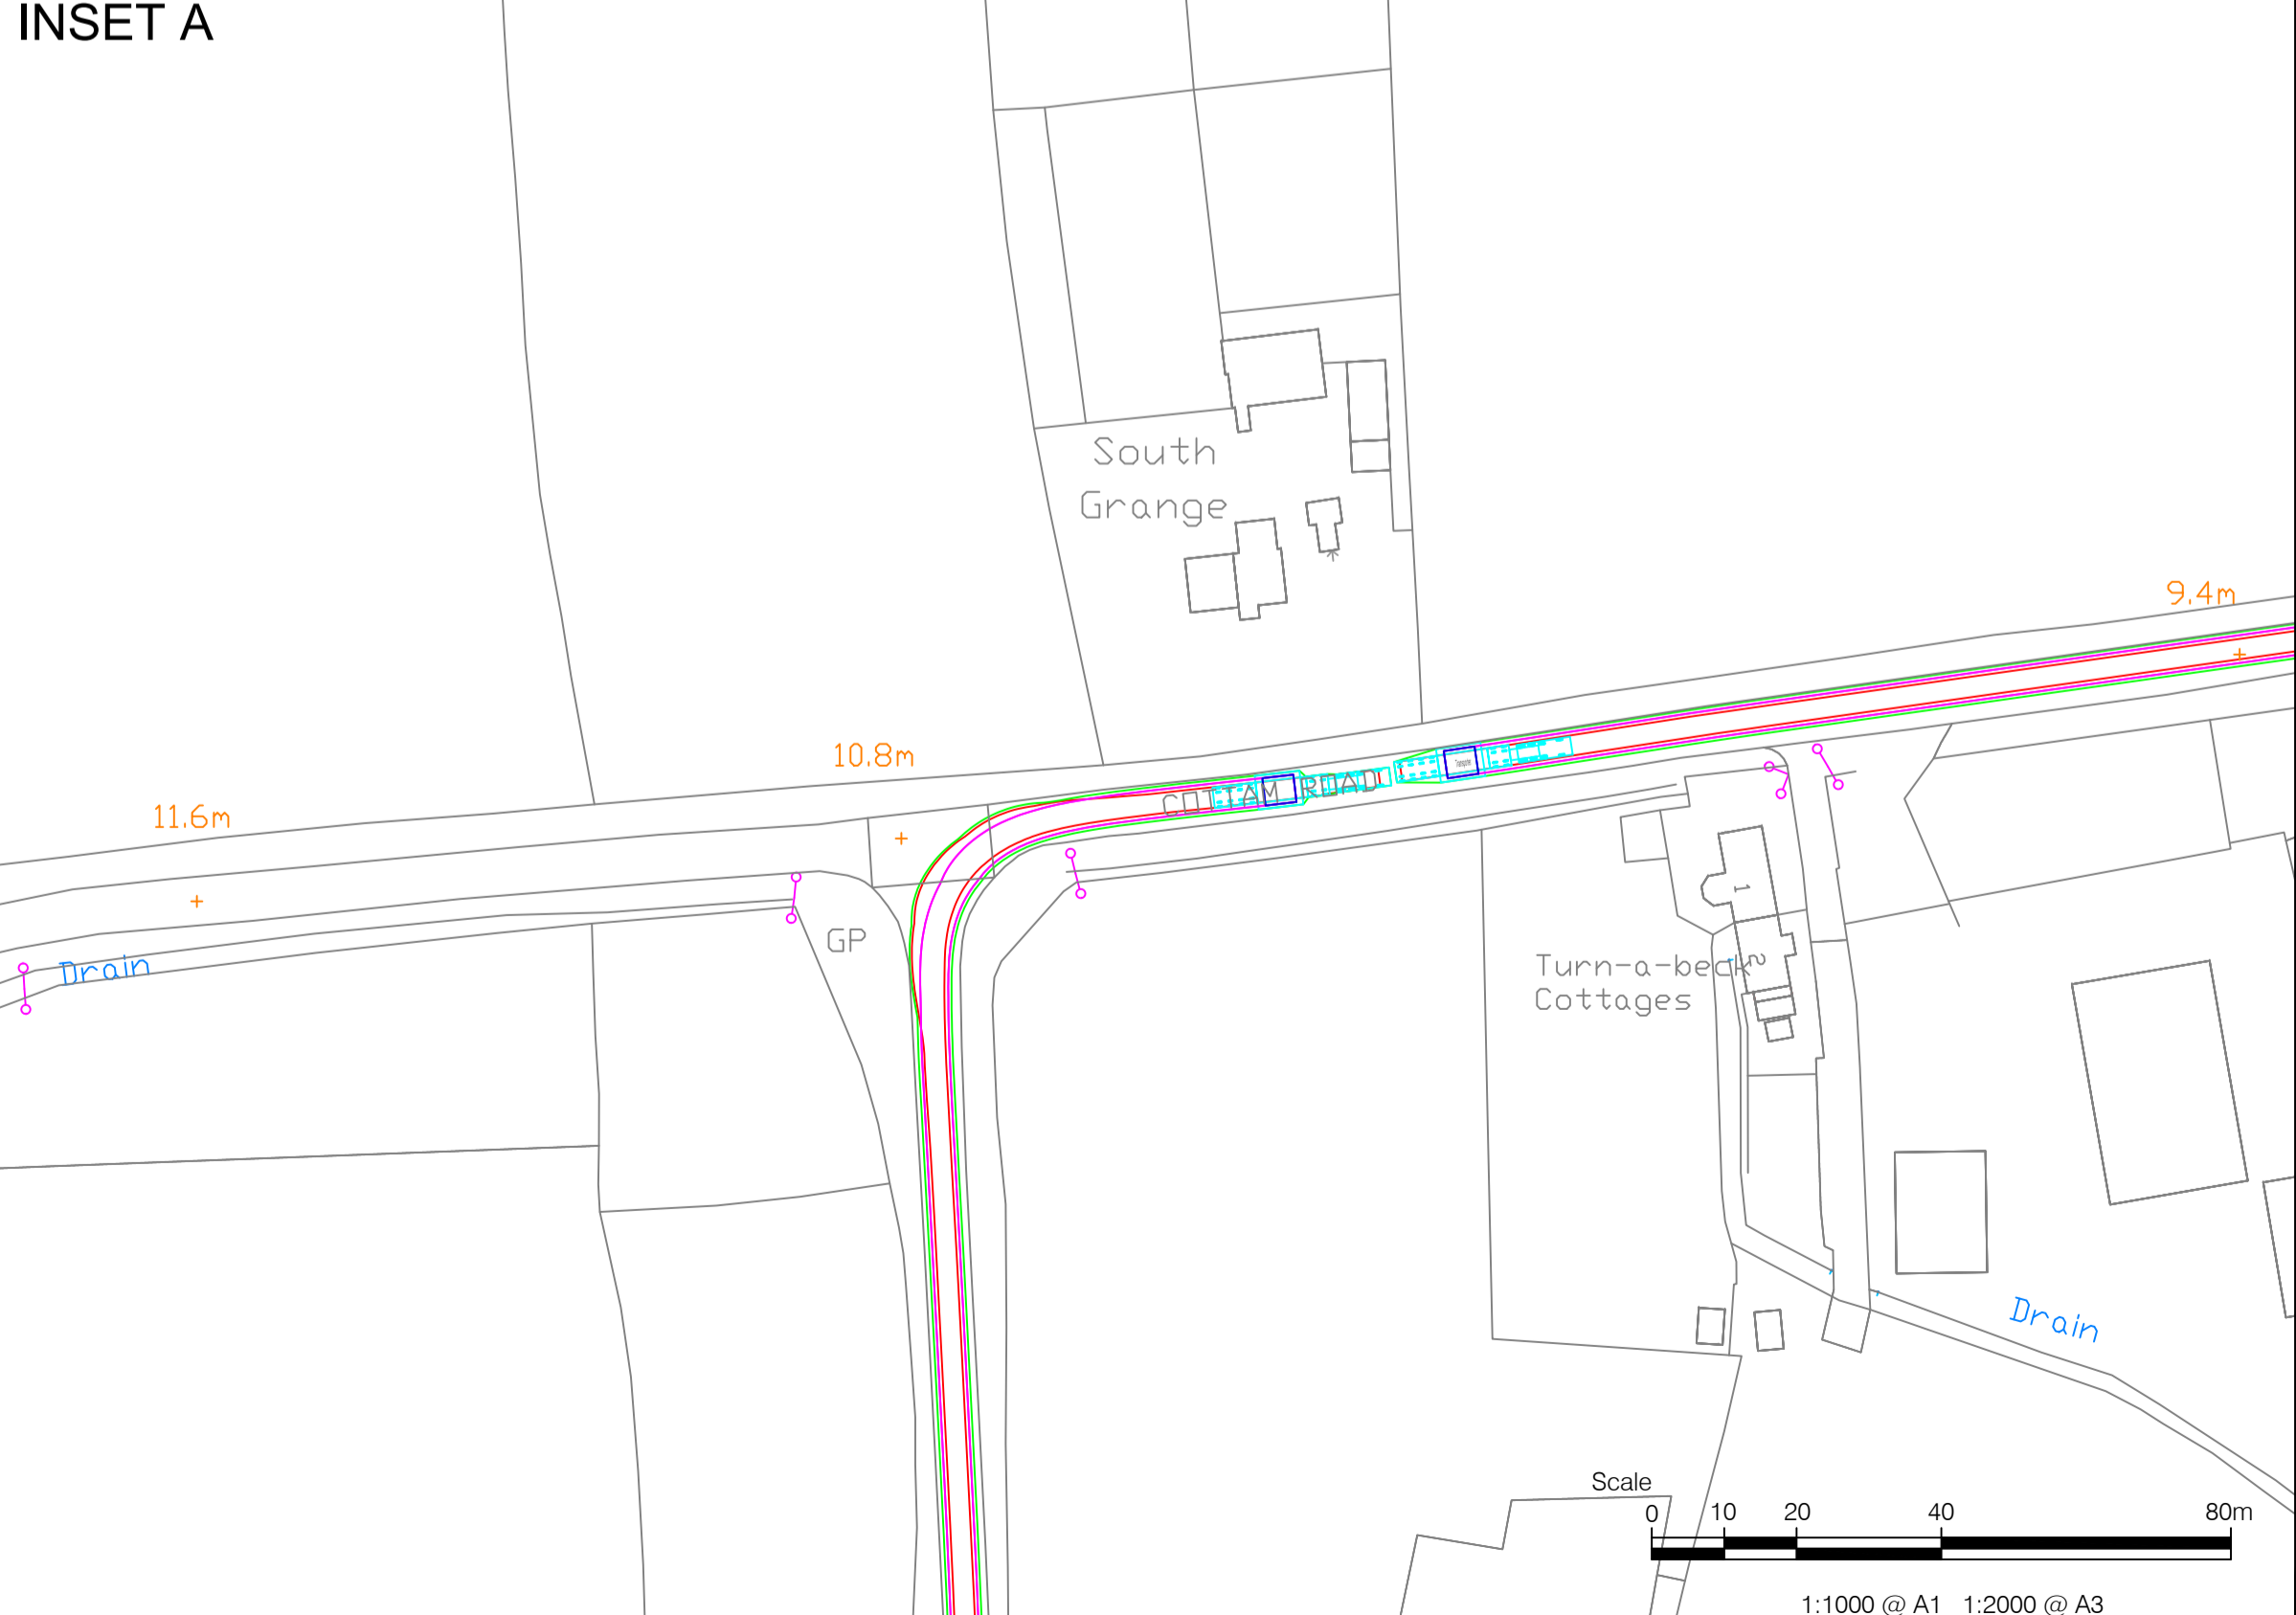 INSET A
South
Grange
9.4m
10.8m
COTTAM ROAD
Transporter
11.6m
1
GP
Drain
2
Turn-a-beck
Cottages
Drain
Scale
0 10 20 40 80m
1:1000 @ A1 1:2000 @ A3